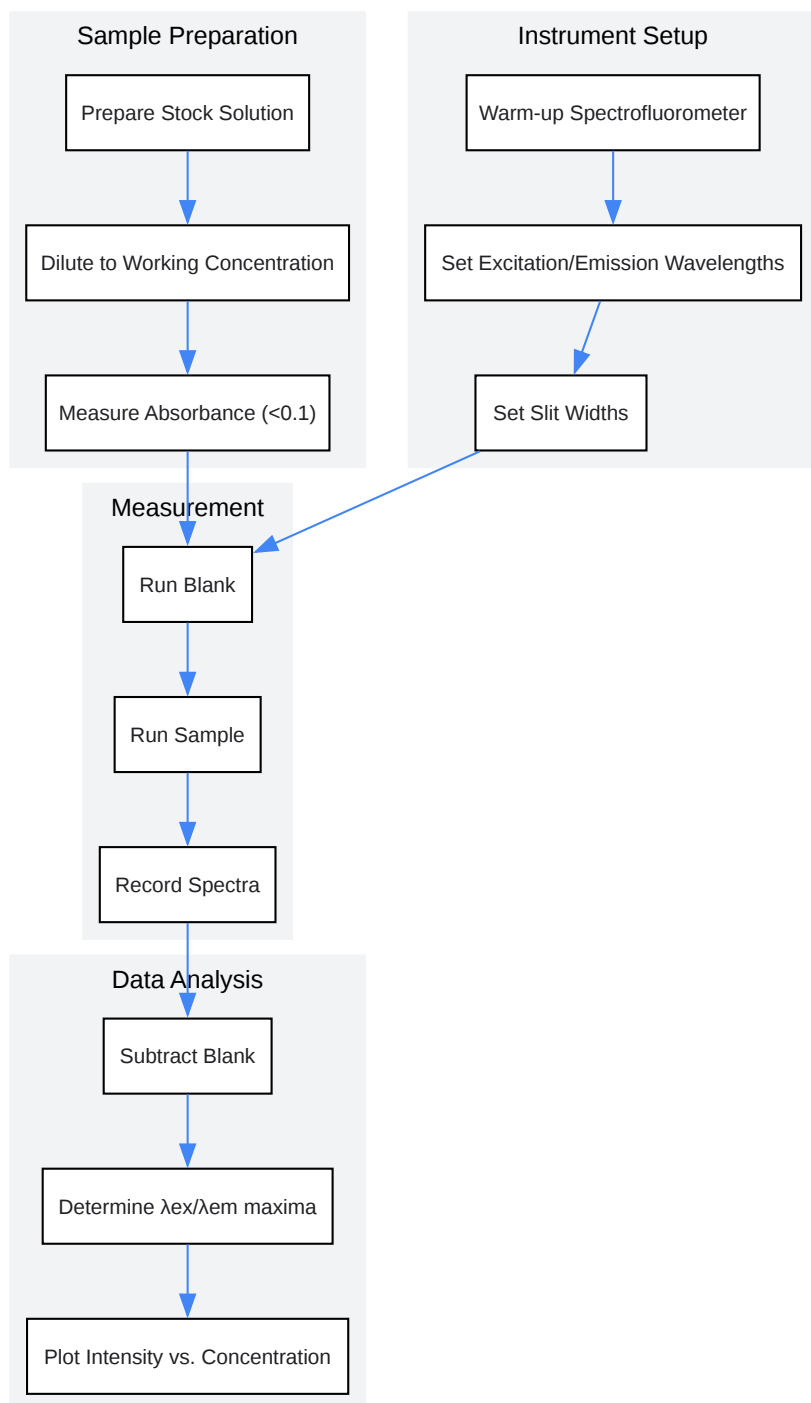 Sample Preparation
Prepare Stock Solution
Dilute to Working Concentration
Measure Absorbance (<0.1)
Instrument Setup
Warm-up Spectrofluorometer
Set Excitation/Emission Wavelengths
Set Slit Widths
Measurement
Run Blank
Run Sample
Record Spectra
Data Analysis
Subtract Blank
Determine λex/λem maxima
Plot Intensity vs. Concentration